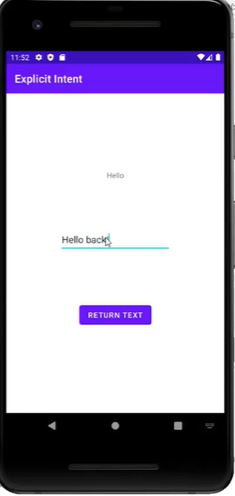 11:52
Explicit Intent
Hello
Hello back
RETURN TEXT